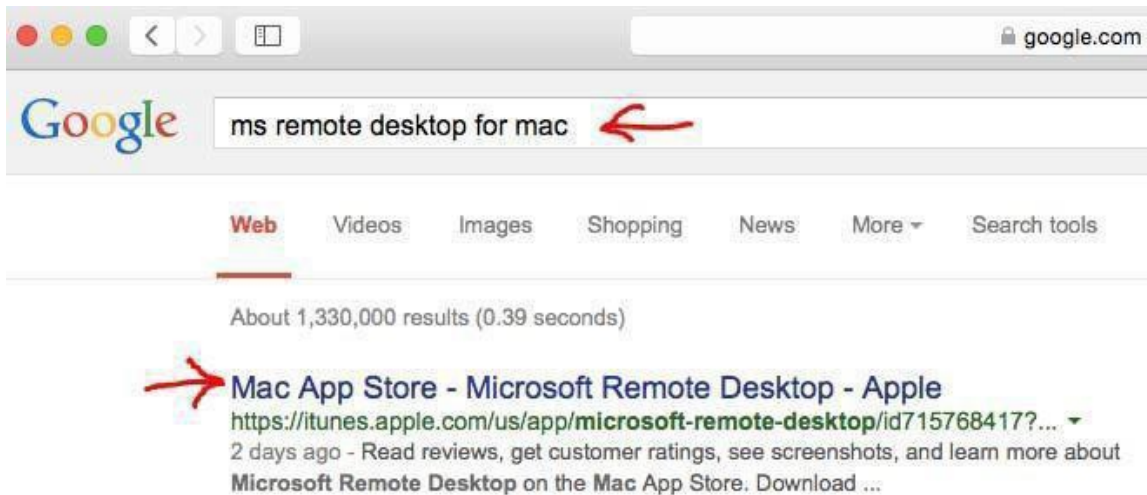 google.com
Google
ms remote desktop for mac
Web Videos Images Shopping News More Search tools
About 1,330,000 results (0.39 seconds)
Mac App Store - Microsoft Remote Desktop - Apple
https://itunes.apple.com/us/app/microsoft-remote-desktop/id715768417?...
2 days ago - Read reviews, get customer ratings, see screenshots, and learn more about
Microsoft Remote Desktop on the Mac App Store. Download ...